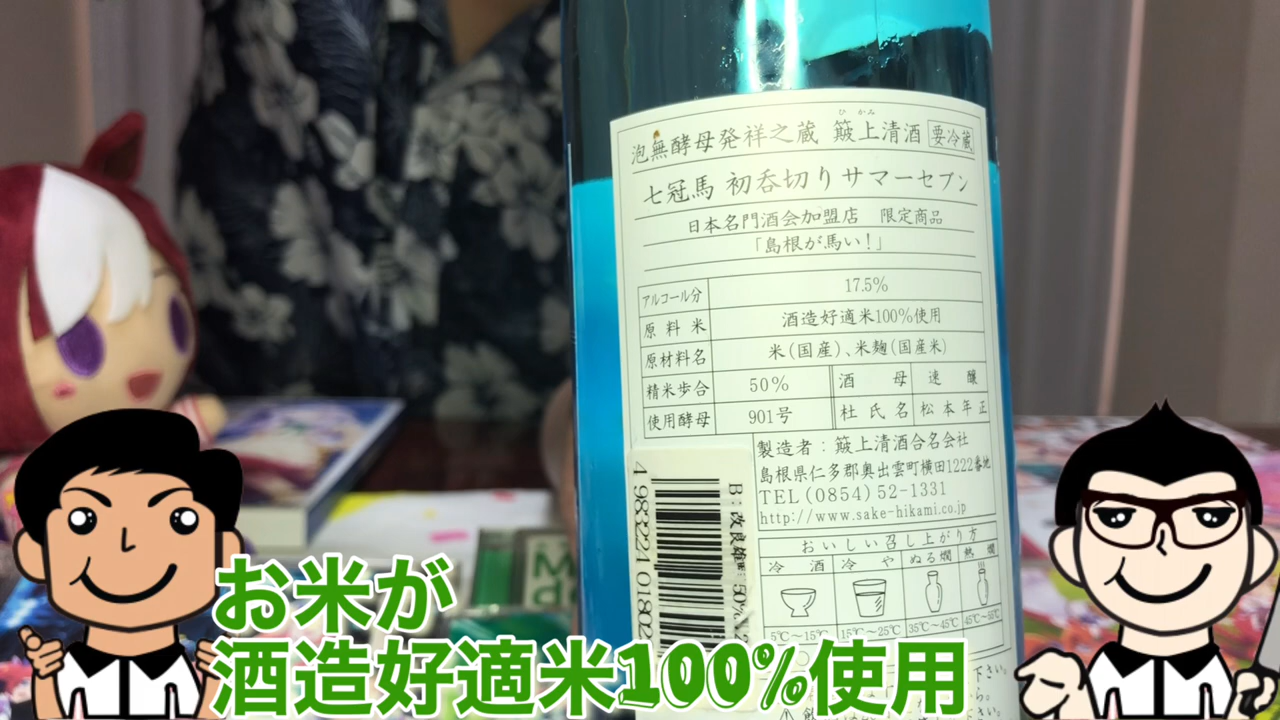 ひかみ
泡無酵母発祥之蔵 簸上清酒 要冷蔵
七冠馬 初呑切りサマーセブン
日本名門酒会加盟店 限定商品
「島根が馬い!」
アルコール分 17.5%
原料米 酒造好適米100%使用
原材料名 米(国産)、米麹(国産米)
精米歩合 50% 酒母 速醸
使用酵母 901号 杜氏名 松本年正
製造者:簸上清酒合名会社
島根県仁多郡奥出雲町横田1222番地
TEL(0854)52-1331
http://www.sake-hikami.co.jp
おいしい召し上がり方
冷酒 冷や ぬる燗 熱燗
5℃〜15℃ 15℃〜25℃ 35℃〜45℃ 45℃〜55℃
お米が
酒造好適米100%使用